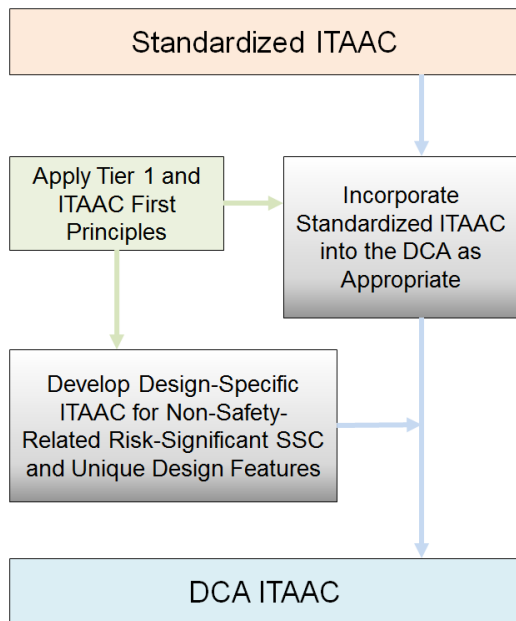 Standardized ITAAC
Apply Tier 1 and
ITAAC First
Principles
Incorporate
Standardized ITAAC
into the DCA as
Appropriate
Develop Design-Specific
ITAAC for Non-Safety-
Related Risk-Significant SSC
and Unique Design Features
DCA ITAAC